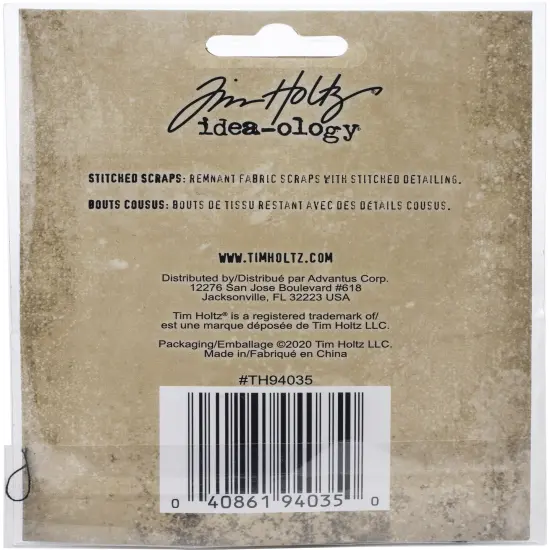 Tim Holtz®
idea-ology®
STITCHED SCRAPS: REMNANT FABRIC SCRAPS WITH STITCHED DETAILING.
BOUTS COUSUS: BOUTS DE TISSU RESTANT AVEC DES DÉTAILS COUSUS.
WWW.TIMHOLTZ.COM
Distributed by/Distribué par Advantus Corp.
12276 San Jose Boulevard #618
Jacksonville, FL 32223 USA
Tim Holtz® is a registered trademark of/
est une marque déposée de Tim Holtz LLC.
Packaging/Emballage ©2020 Tim Holtz LLC.
Made in/Fabriqué en China
#TH94035
0 40861 94035 0